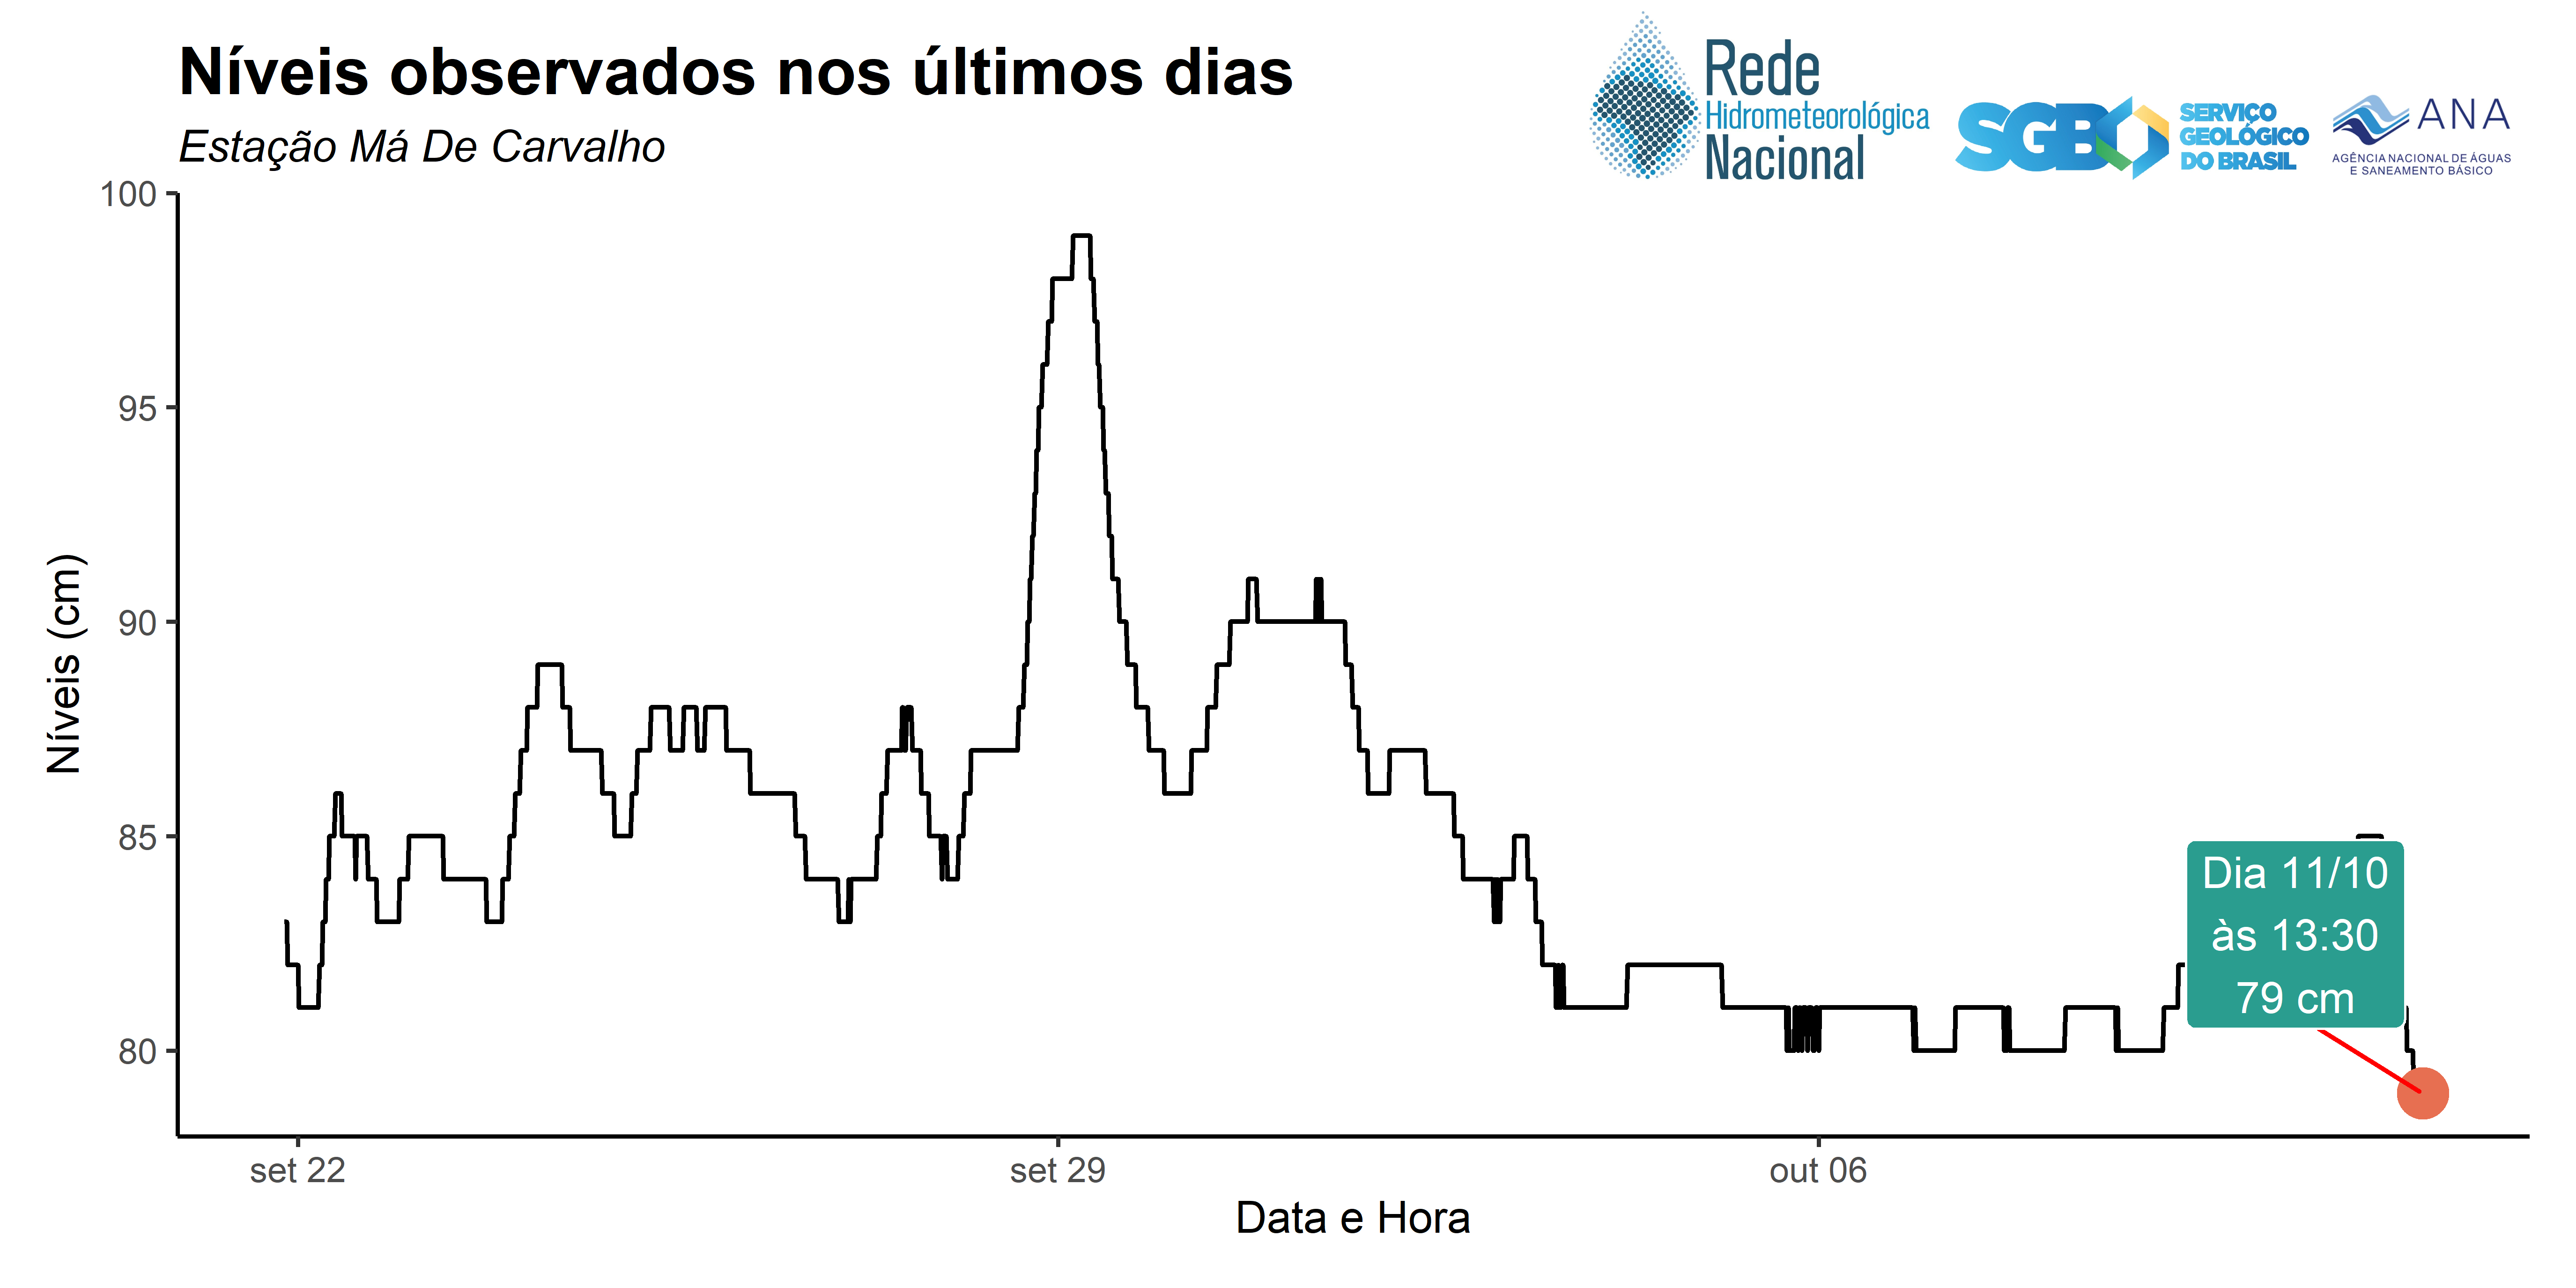 Níveis observados nos últimos dias
Estação Má De Carvalho
Rede
Hidrometeorológica
Nacional
SGB
SERVIÇO
GEOLÓGICO
DO BRASIL
ANA
AGÊNCIA NACIONAL DE ÁGUAS
E SANEAMENTO BÁSICO
Níveis (cm)
100
95
90
85
80
Dia 11/10
às 13:30
79 cm
set 22
set 29
out 06
Data e Hora